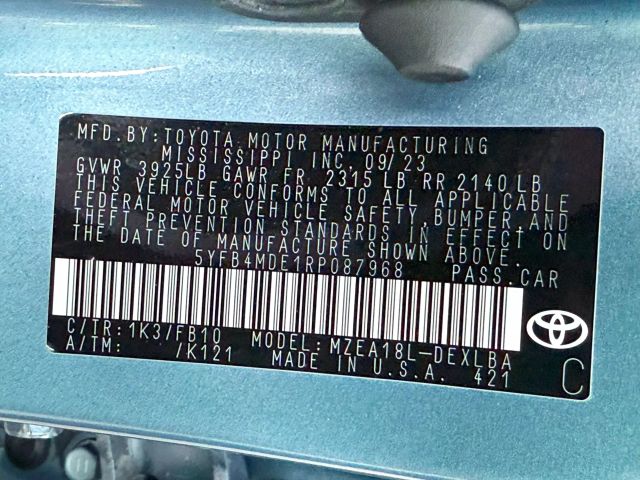 MFD.BY:TOYOTA MOTOR MANUFACTURING
MISSISSIPPI INC. 09/23
GVWR 3925LB GAWR FR 2315 LB RR 2140 LB
THIS VEHICLE CONFORMS TO ALL APPLICABLE
FEDERAL MOTOR VEHICLE SAFETY BUMPER,AND
THEFT PREVENTION STANDARDS IN EFFECT ON
THE DATE OF MANUFACTURE SHOWN ABOVE.
5YFB4MDE1RP087968 PASS.CAR
C/TR:1K3/FB10 MODEL:MZEA18L-DEXLBA
A/TM: /K121 MADE IN U.S.A. 421
C